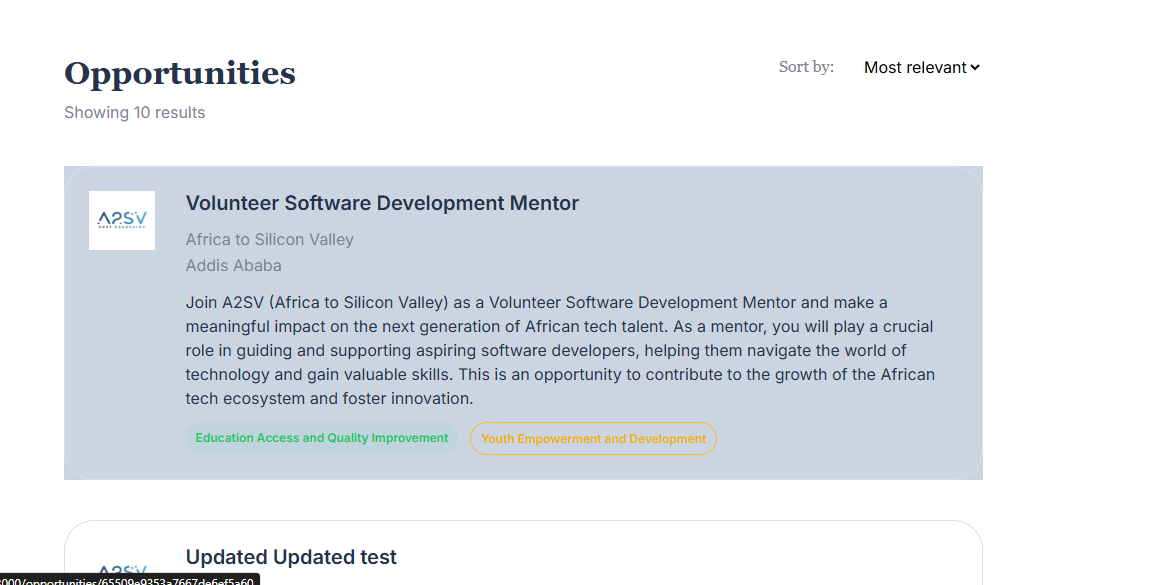 Opportunities
Sort by:
Most relevant
Showing 10 results
A2SV
Volunteer Software Development Mentor
Africa to Silicon Valley
Addis Ababa
Join A2SV (Africa to Silicon Valley) as a Volunteer Software Development Mentor and make a
meaningful impact on the next generation of African tech talent. As a mentor, you will play a crucial
role in guiding and supporting aspiring software developers, helping them navigate the world of
technology and gain valuable skills. This is an opportunity to contribute to the growth of the African
tech ecosystem and foster innovation.
Education Access and Quality Improvement
Youth Empowerment and Development
Updated Updated test
A2SV
000/opportunities/65509e9353a7667de6ef5a60